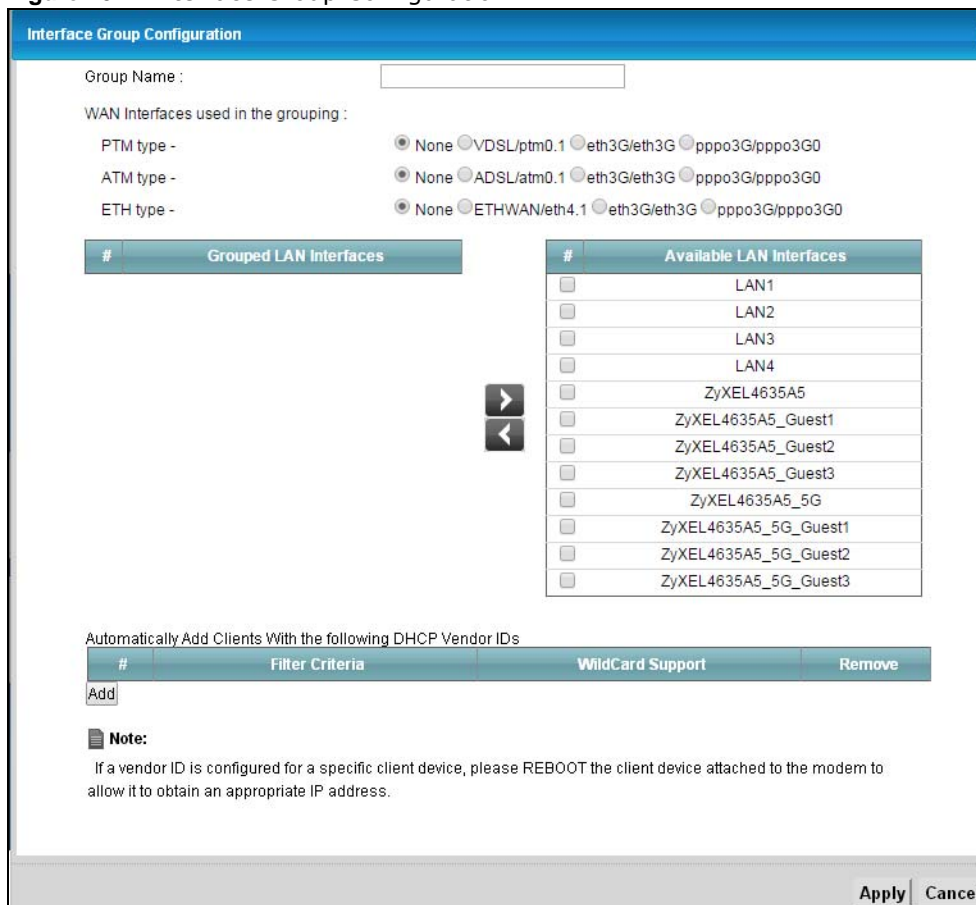 Interface Group Configuration
Group Name :
WAN Interfaces used in the grouping :
PTM type - None VDSL/ptm0.1 eth3G/eth3G pppo3G/pppo3G0
ATM type - None ADSL/atm0.1 eth3G/eth3G pppo3G/pppo3G0
ETH type - None ETHWAN/eth4.1 eth3G/eth3G pppo3G/pppo3G0
# Grouped LAN Interfaces # Available LAN Interfaces
LAN1
LAN2
LAN3
LAN4
ZyXEL4635A5
ZyXEL4635A5_Guest1
ZyXEL4635A5_Guest2
ZyXEL4635A5_Guest3
ZyXEL4635A5_5G
ZyXEL4635A5_5G_Guest1
ZyXEL4635A5_5G_Guest2
ZyXEL4635A5_5G_Guest3
Automatically Add Clients With the following DHCP Vendor IDs
# Filter Criteria WildCard Support Remove
Add
Note:
If a vendor ID is configured for a specific client device, please REBOOT the client device attached to the modem to
allow it to obtain an appropriate IP address.
Apply Cance